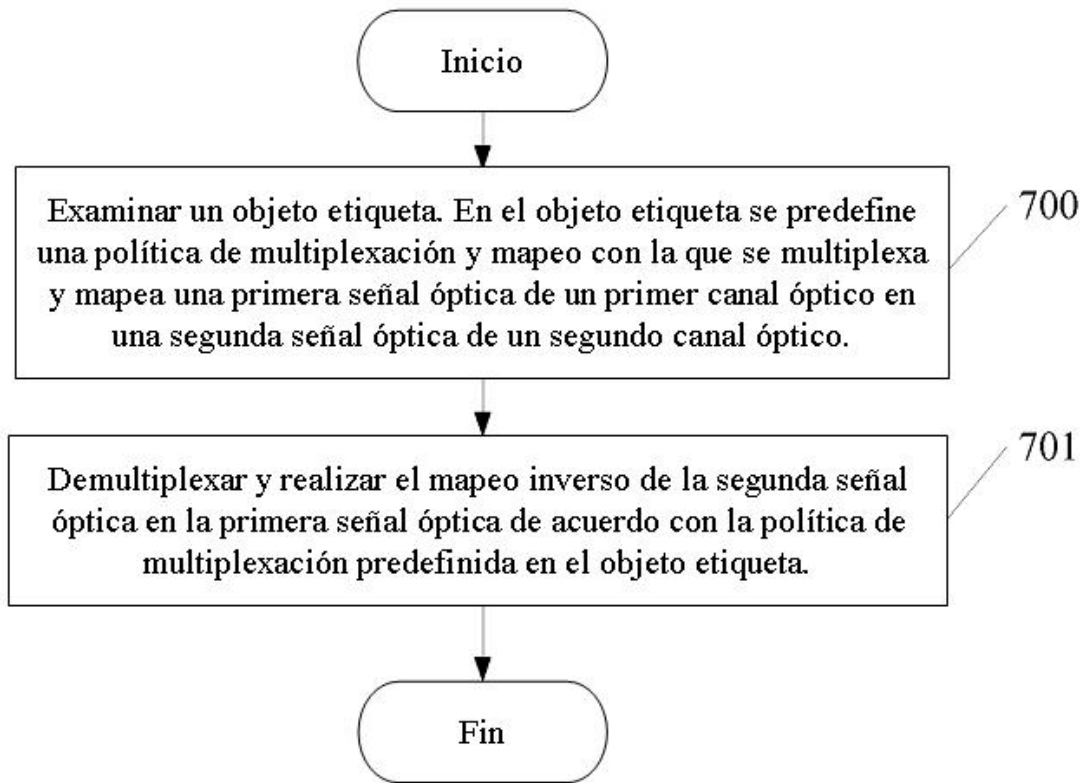 Inicio
Examinar un objeto etiqueta. En el objeto etiqueta se predefine
una política de multiplexación y mapeo con la que se multiplexa
y mapea una primera señal óptica de un primer canal óptico en
una segunda señal óptica de un segundo canal óptico.
700
Demultiplexar y realizar el mapeo inverso de la segunda señal
óptica en la primera señal óptica de acuerdo con la política de
multiplexación predefinida en el objeto etiqueta.
701
Fin